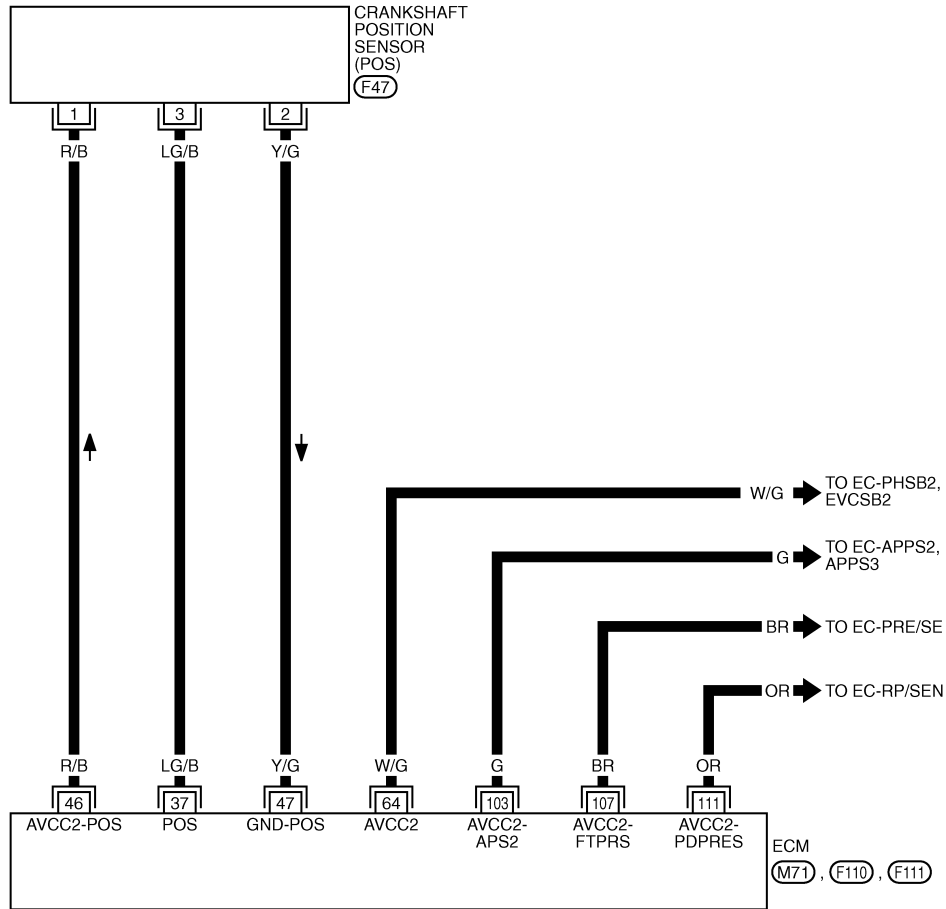 CRANKSHAFT
POSITION
SENSOR
(POS)
F47
1 3 2
R/B LG/B Y/G
W/G TO EC-PHSB2,
EVCSB2
G TO EC-APPS2,
APPS3
BR TO EC-PRE/SE
OR TO EC-RP/SEN
R/B LG/B Y/G W/G G BR OR
46 37 47 64 103 107 111
AVCC2-POS POS GND-POS AVCC2 AVCC2- AVCC2- AVCC2-
APS2 FTPRS PDPRES
ECM
M71 , F110 , F111